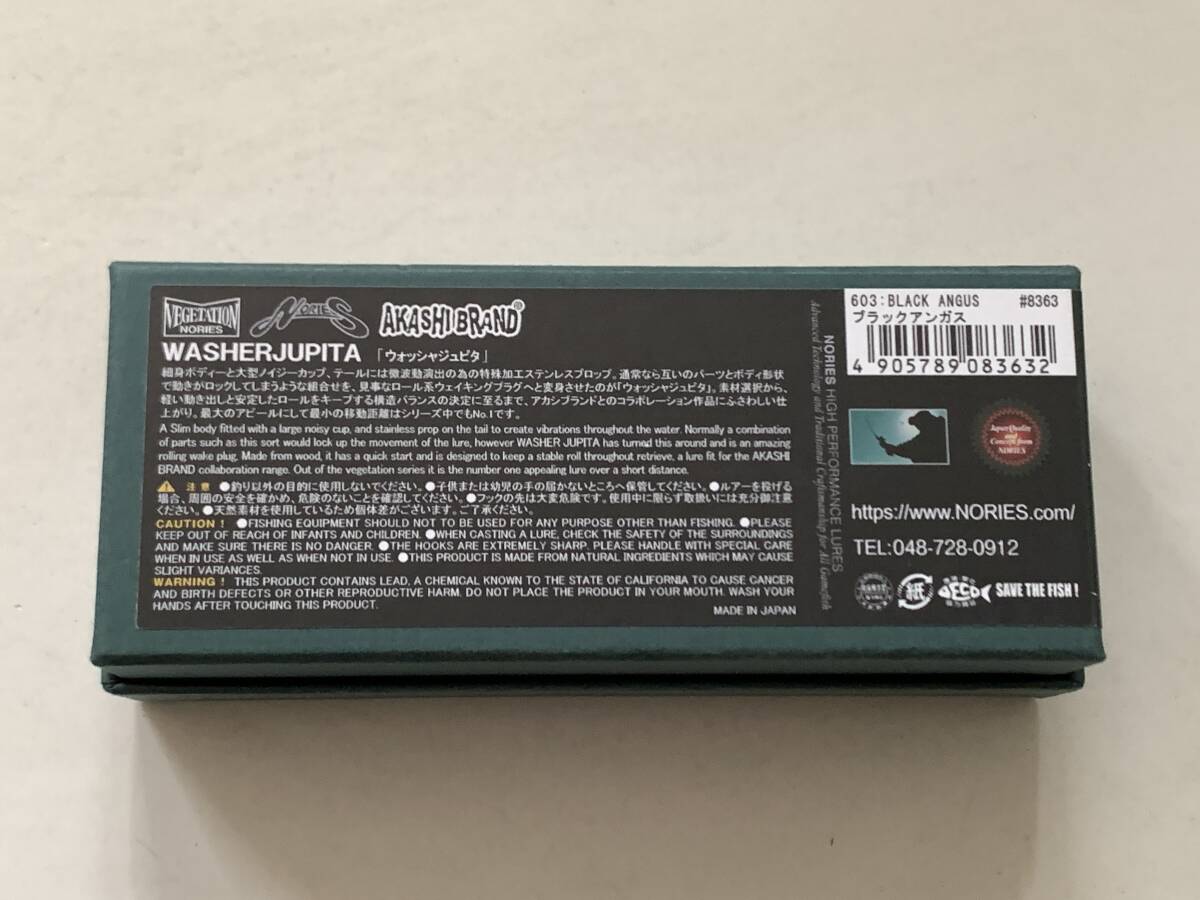 NEGETATION
NORIES
NORIES
AKASHI BRAND®
WASHERJUPITA 「ウォッシャジュピタ」
細身ボディーと大型ノイジーカップ、テールには微波動演出の為の特殊加工ステンレスプロップ。通常なら互いのパーツとボディ形状
で動きがロックしてしまうような組合せを、見事なロール系ウェイキングプラグへと変身させたのが「ウォッシャジュピタ」。素材選択から、
軽い動き出しと安定したロールをキープする構造バランスの決定に至るまで、アカシブランドとのコラボレーション作品にふさわしい仕
上がり。最大のアピールにして最小の移動距離はシリーズ中でもNo.1です。
A Slim body fitted with a large noisy cup, and stainless prop on the tail to create vibrations throughout the water. Normally a combination
of parts such as this sort would lock up the movement of the lure, however WASHER JUPITA has turned this around and is an amazing
rolling wake plug. Made from wood, it has a quick start and is designed to keep a stable roll throughout retrieve, a lure fit for the AKASHI
BRAND collaboration range. Out of the vegetation series it is the number one appealing lure over a short distance.
注意 ●釣り以外の目的に使用しないでください。●子供または幼児の手の届かないところへ保管してください。●ルアーを投げる
場合、周囲の安全を確かめ、危険のないことを確認してください。●フックの先は大変危険です。使用中に限らず取扱いには充分御注意
ください。●天然素材を使用しているため個体差がございます。ご了承ください。
CAUTION! ●FISHING EQUIPMENT SHOULD NOT TO BE USED FOR ANY PURPOSE OTHER THAN FISHING. ●PLEASE
KEEP OUT OF REACH OF INFANTS AND CHILDREN. ●WHEN CASTING A LURE, CHECK THE SAFETY OF THE SURROUNDINGS
AND MAKE SURE THERE IS NO DANGER. ●THE HOOKS ARE EXTREMELY SHARP. PLEASE HANDLE WITH SPECIAL CARE
WHEN IN USE AS WELL AS WHEN NOT IN USE. ●THIS PRODUCT IS MADE FROM NATURAL INGREDIENTS WHICH MAY CAUSE
SLIGHT VARIANCES.
WARNING! THIS PRODUCT CONTAINS LEAD, A CHEMICAL KNOWN TO THE STATE OF CALIFORNIA TO CAUSE CANCER
AND BIRTH DEFECTS OR OTHER REPRODUCTIVE HARM. DO NOT PLACE THE PRODUCT IN YOUR MOUTH. WASH YOUR
HANDS AFTER TOUCHING THIS PRODUCT.
MADE IN JAPAN
NORIES HIGH PERFORMANCE LURES
Advanced Technology and Traditional Craftsmanship for All Gamefish
603:BLACK ANGUS #8363
ブラックアンガス
4 905789 083632
Japan Quality
and
Concept from
NORIES
https://www.NORIES.com/
TEL:048-728-0912
紙
ECO
SAVE THE FISH!